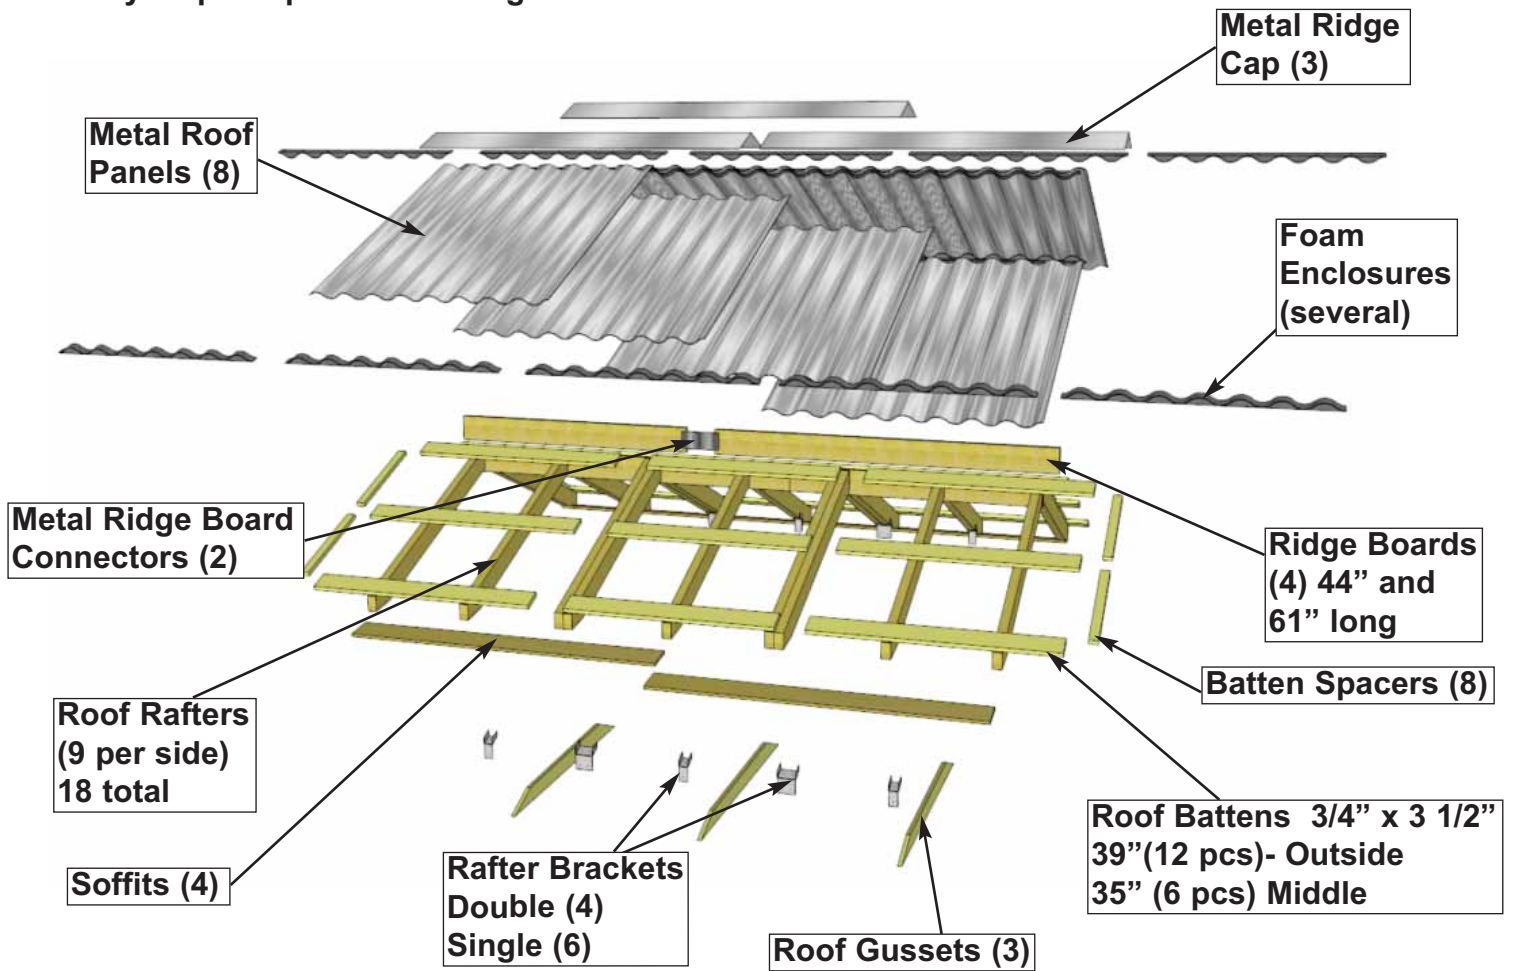 Metal Ridge
Cap (3)
Metal Roof
Panels (8)
Foam
Enclosures
(several)
Metal Ridge Board
Connectors (2)
Ridge Boards
(4) 44” and
61” long
Batten Spacers (8)
Roof Rafters
(9 per side)
18 total
Roof Battens 3/4” x 3 1/2”
39”(12 pcs)- Outside
35” (6 pcs) Middle
Soffits (4)
Rafter Brackets
Double (4)
Single (6)
Roof Gussets (3)